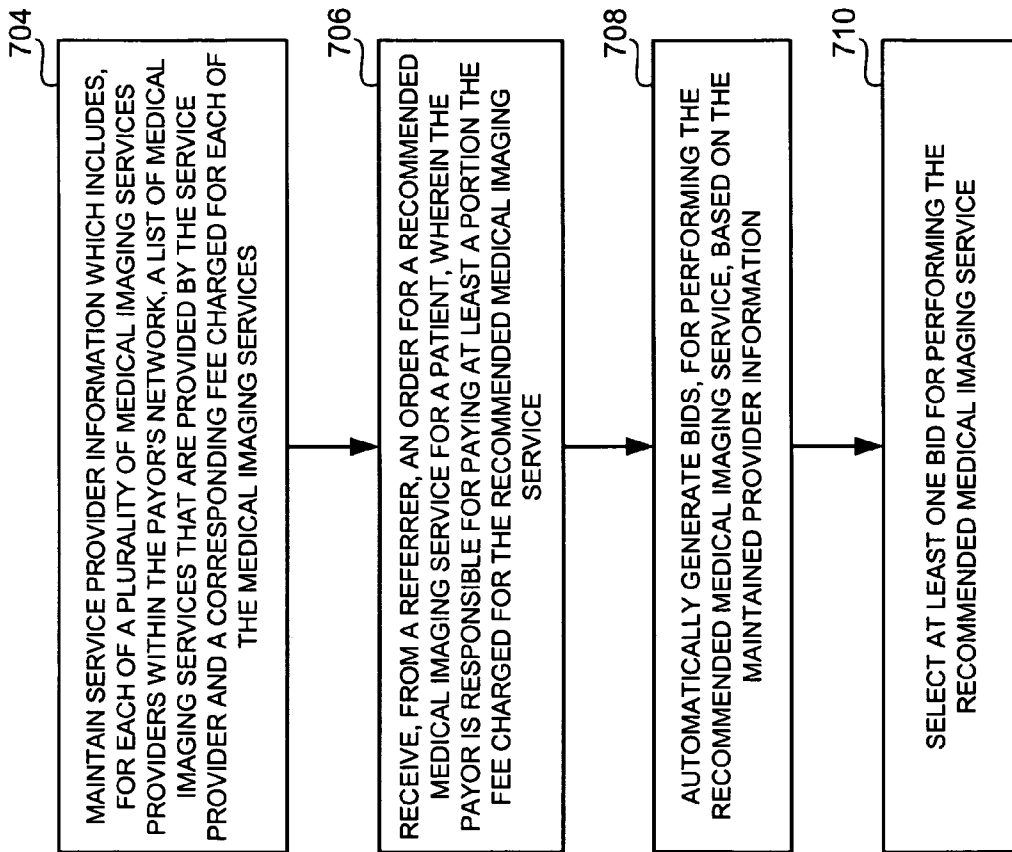 704
MAINTAIN SERVICE PROVIDER INFORMATION WHICH INCLUDES,
FOR EACH OF A PLURALITY OF MEDICAL IMAGING SERVICES
PROVIDERS WITHIN THE PAYOR'S NETWORK, A LIST OF MEDICAL
IMAGING SERVICES THAT ARE PROVIDED BY THE SERVICE
PROVIDER AND A CORRESPONDING FEE CHARGED FOR EACH OF
THE MEDICAL IMAGING SERVICES
706
RECEIVE, FROM A REFERRER, AN ORDER FOR A RECOMMENDED
MEDICAL IMAGING SERVICE FOR A PATIENT, WHEREIN THE
PAYOR IS RESPONSIBLE FOR PAYING AT LEAST A PORTION THE
FEE CHARGED FOR THE RECOMMENDED MEDICAL IMAGING
SERVICE
708
AUTOMATICALLY GENERATE BIDS, FOR PERFORMING THE
RECOMMENDED MEDICAL IMAGING SERVICE, BASED ON THE
MAINTAINED PROVIDER INFORMATION
710
SELECT AT LEAST ONE BID FOR PERFORMING THE
RECOMMENDED MEDICAL IMAGING SERVICE